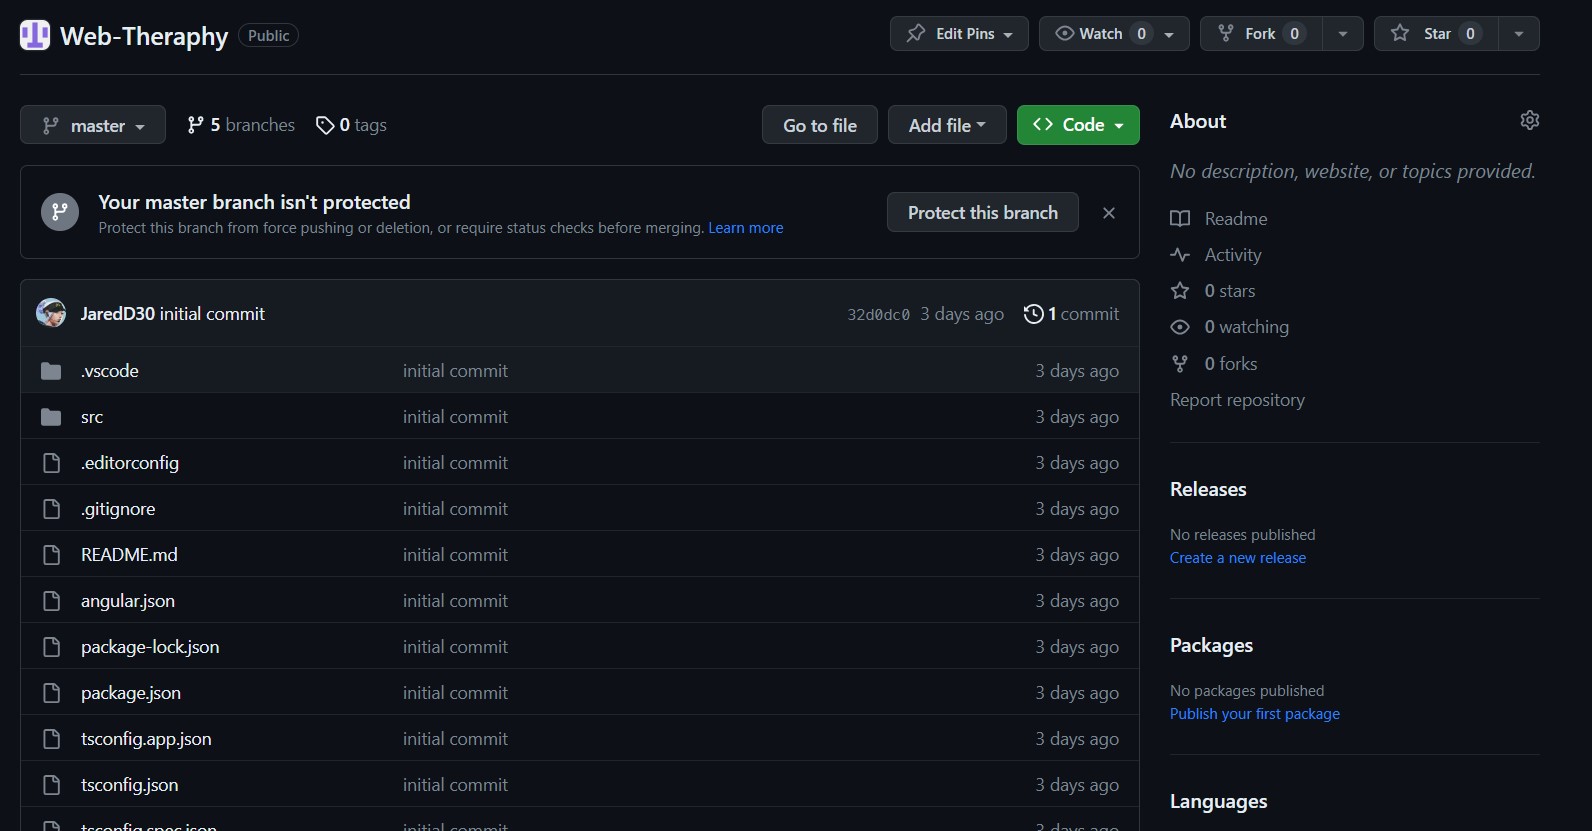 Web-Theraphy Public Edit Pins Watch 0 Fork 0 Star 0
master 5 branches 0 tags Go to file Add file Code
Your master branch isn't protected
Protect this branch from force pushing or deletion, or require status checks before merging. Learn more
Protect this branch
JaredD30 initial commit 32d0dc0 3 days ago 1 commit
.vscode initial commit 3 days ago
src initial commit 3 days ago
.editorconfig initial commit 3 days ago
.gitignore initial commit 3 days ago
README.md initial commit 3 days ago
angular.json initial commit 3 days ago
package-lock.json initial commit 3 days ago
package.json initial commit 3 days ago
tsconfig.app.json initial commit 3 days ago
tsconfig.json initial commit 3 days ago
tsconfig.spec.json initial commit 3 days ago
About
No description, website, or topics provided.
Readme
Activity
0 stars
0 watching
0 forks
Report repository
Releases
No releases published
Create a new release
Packages
No packages published
Publish your first package
Languages